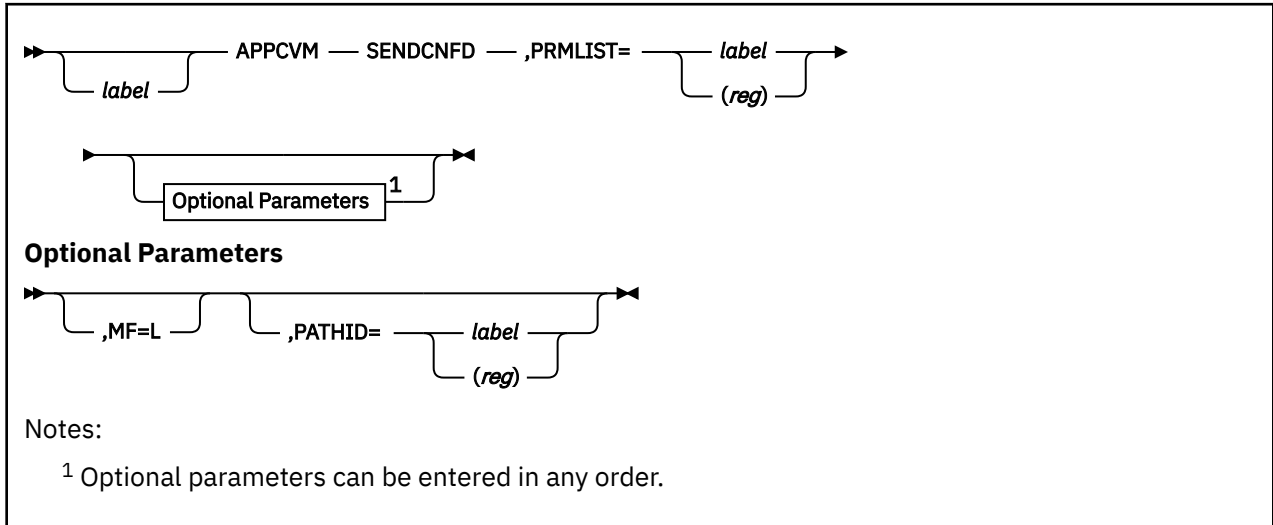 APPCVM SENDCNFD ,PRMLIST= label
label (reg)
Optional Parameters 1
Optional Parameters
,MF=L ,PATHID= label
(reg)
Notes:
1 Optional parameters can be entered in any order.